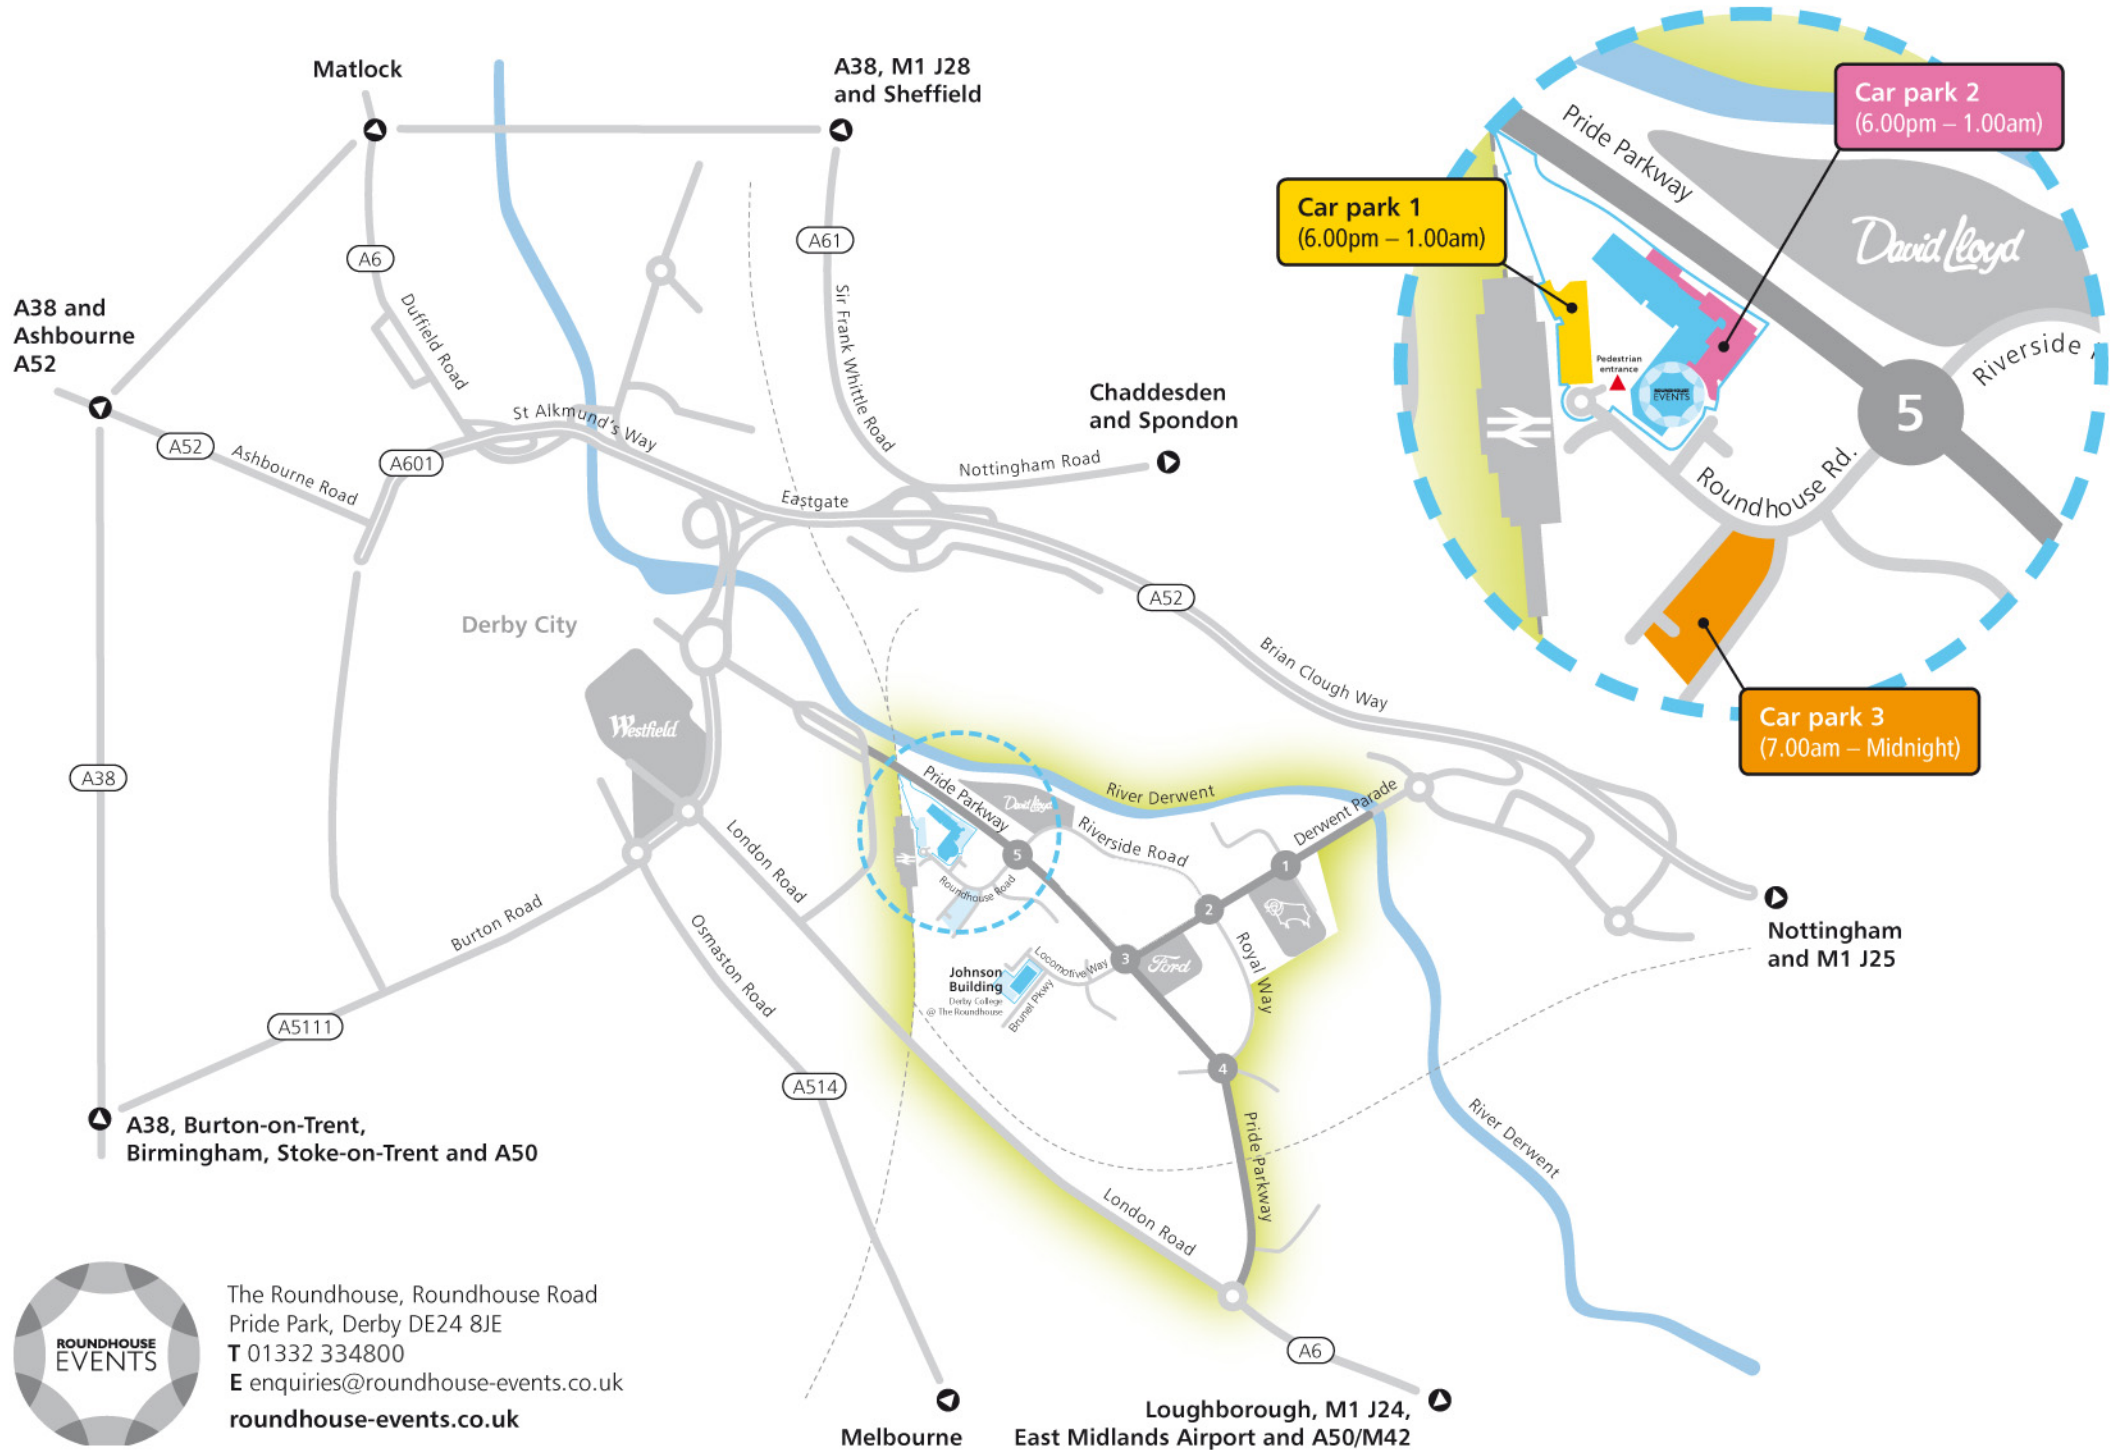 Matlock
A38, M1 J28
and Sheffield
Car park 2
(6.00pm – 1.00am)
Pride Parkway
Car park 1
(6.00pm – 1.00am)
David Lloyd
A6
A61
A38 and
Ashbourne
A52
Duffield Road
Sir Frank Whittle Road
Pedestrian
entrance
ROUNDHOUSE
EVENTS
Riverside
5
Chaddesden
and Spondon
St Alkmund's Way
A52
Ashbourne Road
A601
Nottingham Road
Eastgate
Roundhouse Rd.
A52
Derby City
Brian Clough Way
Car park 3
(7.00am – Midnight)
Westfield
A38
Pride Parkway
David Lloyd
River Derwent
Derwent Parade
London Road
Riverside Road
5
1
Roundhouse Road
2
Burton Road
Osmaston Road
Nottingham
and M1 J25
Royal Way
3
Ford
Locomotive Way
Johnson
Building
Derby College
@ The Roundhouse
Brunel Pkwy
A5111
4
A514
A38, Burton-on-Trent,
Birmingham, Stoke-on-Trent and A50
Pride Parkway
River Derwent
London Road
A6
ROUNDHOUSE
EVENTS
The Roundhouse, Roundhouse Road
Pride Park, Derby DE24 8JE
T 01332 334800
E enquiries@roundhouse-events.co.uk
roundhouse-events.co.uk
Melbourne
Loughborough, M1 J24,
East Midlands Airport and A50/M42